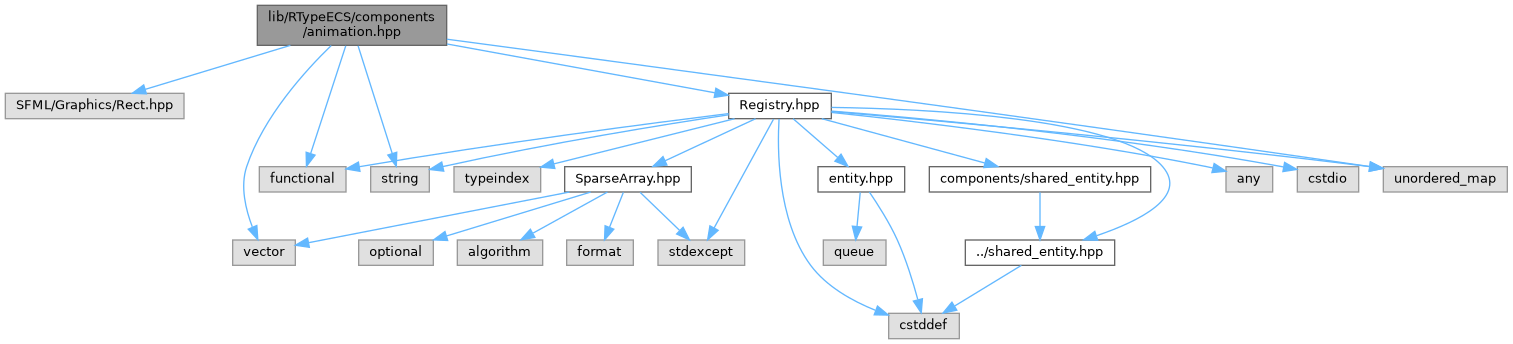 lib/RTypeECS/components
/animation.hpp
SFML/Graphics/Rect.hpp
Registry.hpp
functional
string
typeindex
SparseArray.hpp
entity.hpp
components/shared_entity.hpp
any
cstdio
unordered_map
vector
optional
algorithm
format
stdexcept
queue
../shared_entity.hpp
cstddef